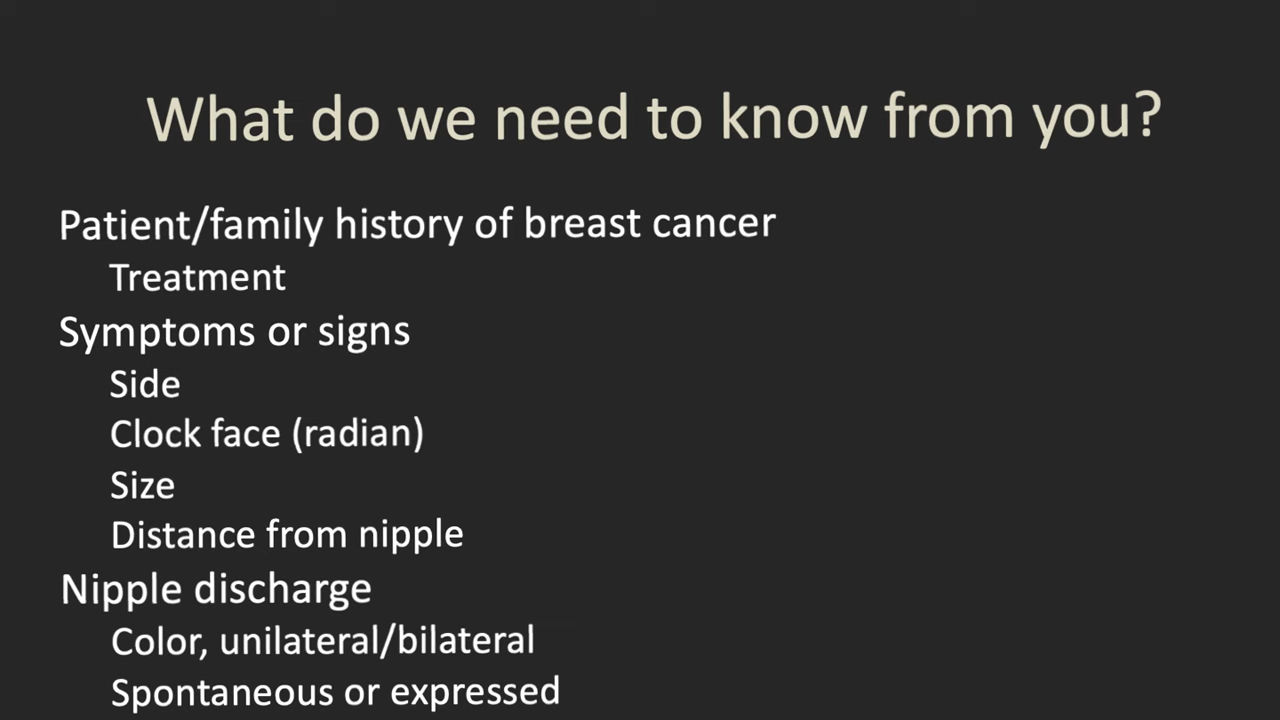 What do we need to know from you?
Patient/family history of breast cancer
Treatment
Symptoms or signs
Side
Clock face (radian)
Size
Distance from nipple
Nipple discharge
Color, unilateral/bilateral
Spontaneous or expressed